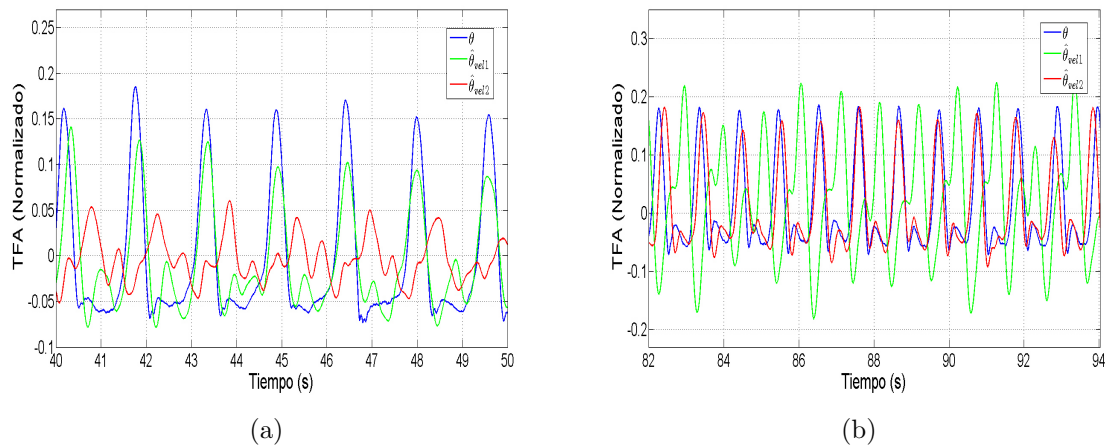 TFA (Normalizado)
0.25
0.2
0.15
0.1
0.05
0
-0.05
-0.1
40 41 42 43 44 45 46 47 48 49 50
Tiempo (s)
θ
θ̂vel1
θ̂vel2
(a)
TFA (Normalizado)
0.3
0.2
0.1
0
-0.1
-0.2
82 84 86 88 90 92 94
Tiempo (s)
θ
θ̂vel1
θ̂vel2
(b)